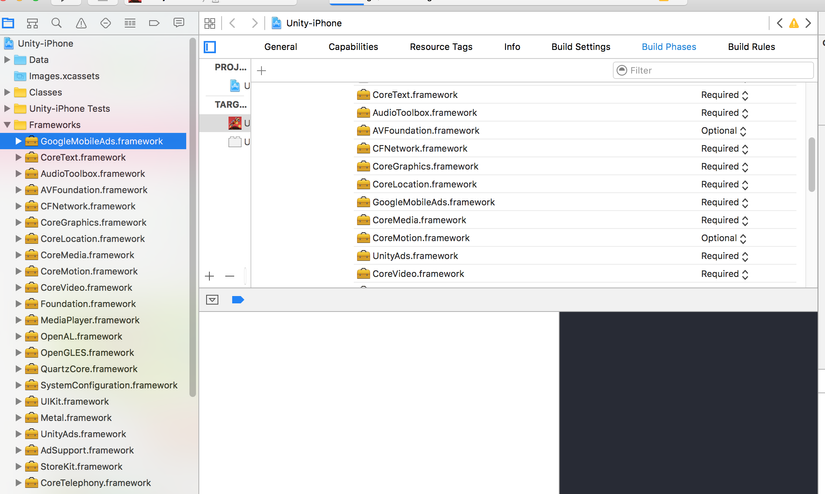 Unity-iPhone
Unity-iPhone
Data
Images.xcassets
Classes
Unity-iPhone Tests
Frameworks
GoogleMobileAds.framework
CoreText.framework
AudioToolbox.framework
AVFoundation.framework
CFNetwork.framework
CoreGraphics.framework
CoreLocation.framework
CoreMedia.framework
CoreMotion.framework
CoreVideo.framework
Foundation.framework
MediaPlayer.framework
OpenAL.framework
OpenGLES.framework
QuartzCore.framework
SystemConfiguration.framework
UIKit.framework
Metal.framework
UnityAds.framework
AdSupport.framework
StoreKit.framework
CoreTelephony.framework
General Capabilities Resource Tags Info Build Settings Build Phases Build Rules
PROJ...
U
TARG...
U
U
Filter
CoreText.framework Required
AudioToolbox.framework Required
AVFoundation.framework Optional
CFNetwork.framework Required
CoreGraphics.framework Required
CoreLocation.framework Required
GoogleMobileAds.framework Required
CoreMedia.framework Required
CoreMotion.framework Optional
UnityAds.framework Required
CoreVideo.framework Required